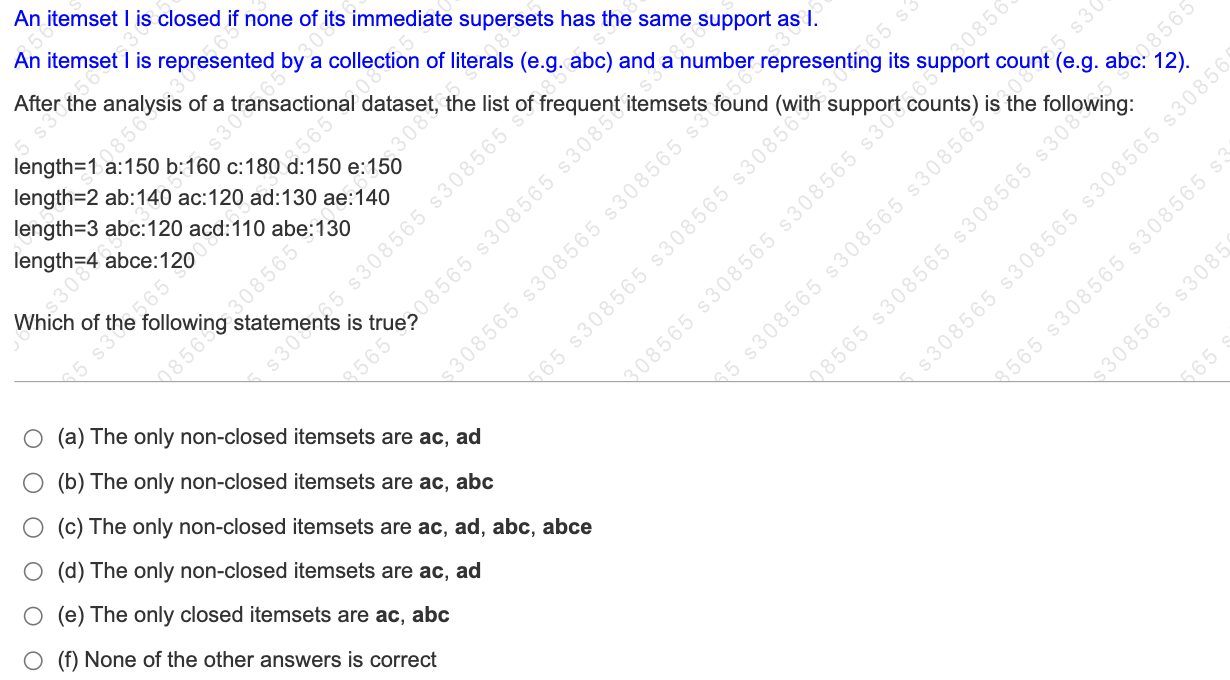 An itemset I is closed if none of its immediate supersets has the same support as I.
An itemset I is represented by a collection of literals (e.g. abc) and a number representing its support count (e.g. abc: 12).
After the analysis of a transactional dataset, the list of frequent itemsets found (with support counts) is the following:
length=1 a:150 b:160 c:180 d:150 e:150
length=2 ab:140 ac:120 ad:130 ae:140
length=3 abc:120 acd:110 abe:130
length=4 abce:120
Which of the following statements is true?
(a) The only non-closed itemsets are ac, ad
(b) The only non-closed itemsets are ac, abc
(c) The only non-closed itemsets are ac, ad, abc, abce
(d) The only non-closed itemsets are ac, ad
(e) The only closed itemsets are ac, abc
(f) None of the other answers is correct